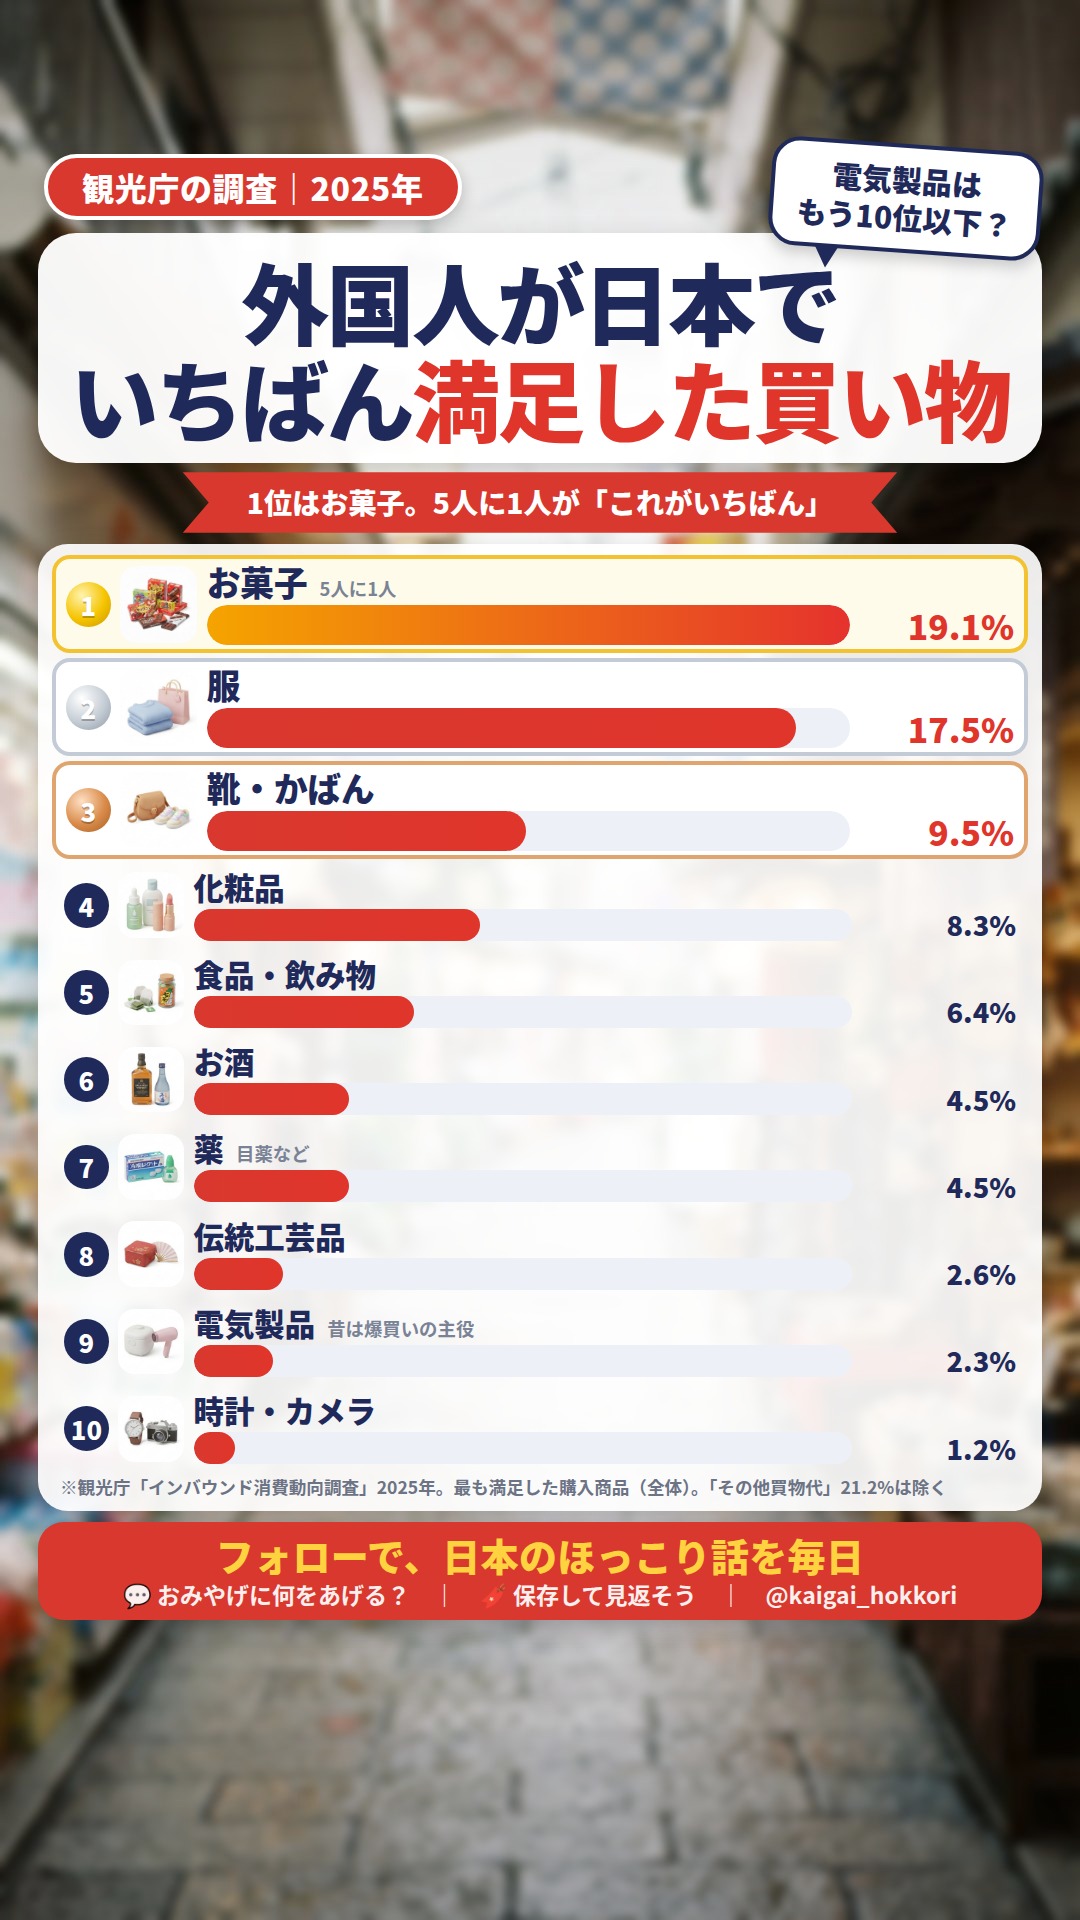 観光庁の調査｜2025年
電気製品は
もう10位以下？
外国人が日本で
いちばん満足した買い物
1位はお菓子。5人に1人が「これがいちばん」
1 お菓子 5人に1人 19.1%
2 服 17.5%
3 靴・かばん 9.5%
4 化粧品 8.3%
5 食品・飲み物 6.4%
6 お酒 4.5%
7 薬 目薬など 4.5%
8 伝統工芸品 2.6%
9 電気製品 昔は爆買いの主役 2.3%
10 時計・カメラ 1.2%
※観光庁「インバウンド消費動向調査」2025年。最も満足した購入商品（全体）。「その他買物代」21.2%は除く
フォローで、日本のほっこり話を毎日
💬 おみやげに何をあげる？ ｜ 🔖 保存して見返そう ｜ @kaigai_hokkori